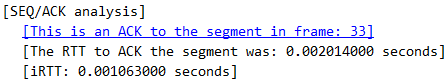 [SEQ/ACK analysis]
[This is an ACK to the segment in frame: 33]
[The RTT to ACK the segment was: 0.002014000 seconds]
[iRTT: 0.001063000 seconds]